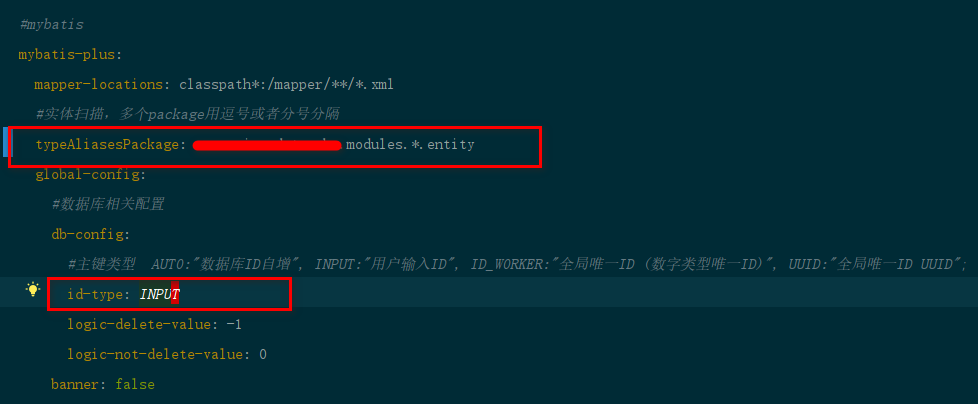 #mybatis
mybatis-plus:
mapper-locations: classpath*:/mapper/**/*.xml
#实体扫描，多个package用逗号或者分号分隔
typeAliasesPackage: modules.*.entity
global-config:
#数据库相关配置
db-config:
#主键类型 AUTO:"数据库ID自增", INPUT:"用户输入ID", ID_WORKER:"全局唯一ID (数字类型唯一ID)", UUID:"全局唯一ID UUID";
id-type: INPUT
logic-delete-value: -1
logic-not-delete-value: 0
banner: false